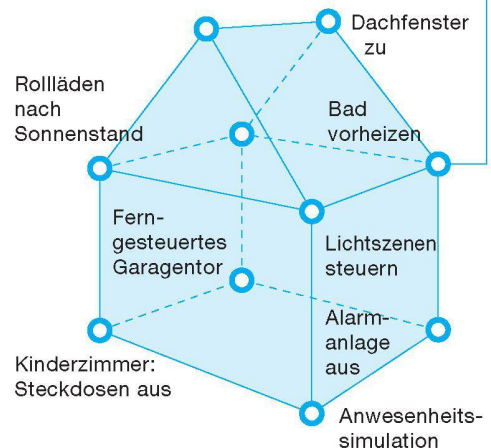 Dachfenster
zu
Rollläden
nach
Sonnenstand
Bad
vorheizen
Fern-
gesteuertes
Garagentor
Lichtszenen
steuern
Alarm-
anlage
aus
Kinderzimmer:
Steckdosen aus
Anwesenheits-
simulation